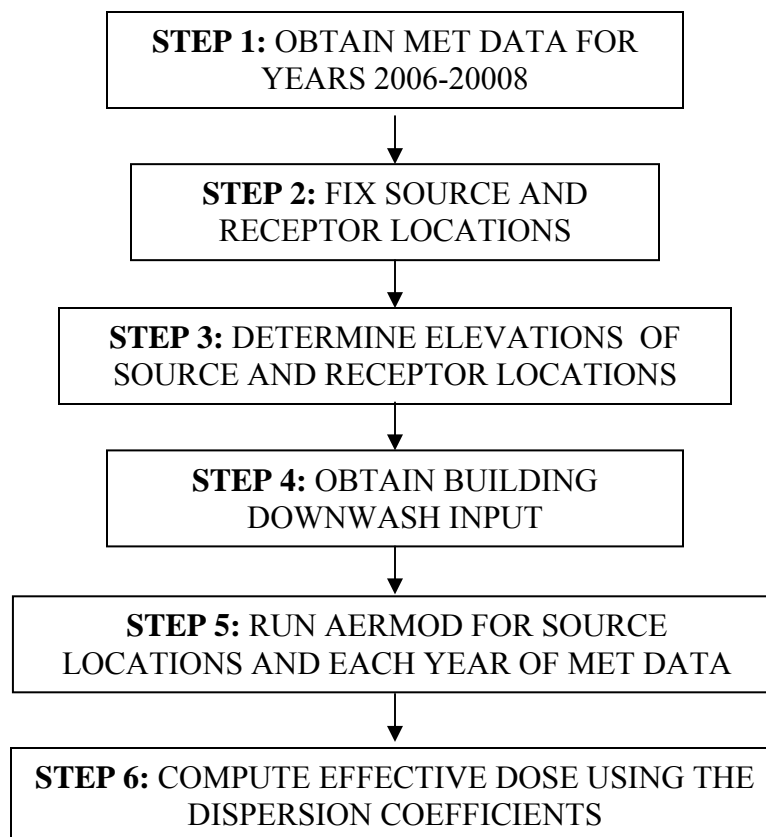 STEP 1: OBTAIN MET DATA FOR
YEARS 2006-20008
STEP 2: FIX SOURCE AND
RECEPTOR LOCATIONS
STEP 3: DETERMINE ELEVATIONS OF
SOURCE AND RECEPTOR LOCATIONS
STEP 4: OBTAIN BUILDING
DOWNWASH INPUT
STEP 5: RUN AERMOD FOR SOURCE
LOCATIONS AND EACH YEAR OF MET DATA
STEP 6: COMPUTE EFFECTIVE DOSE USING THE
DISPERSION COEFFICIENTS